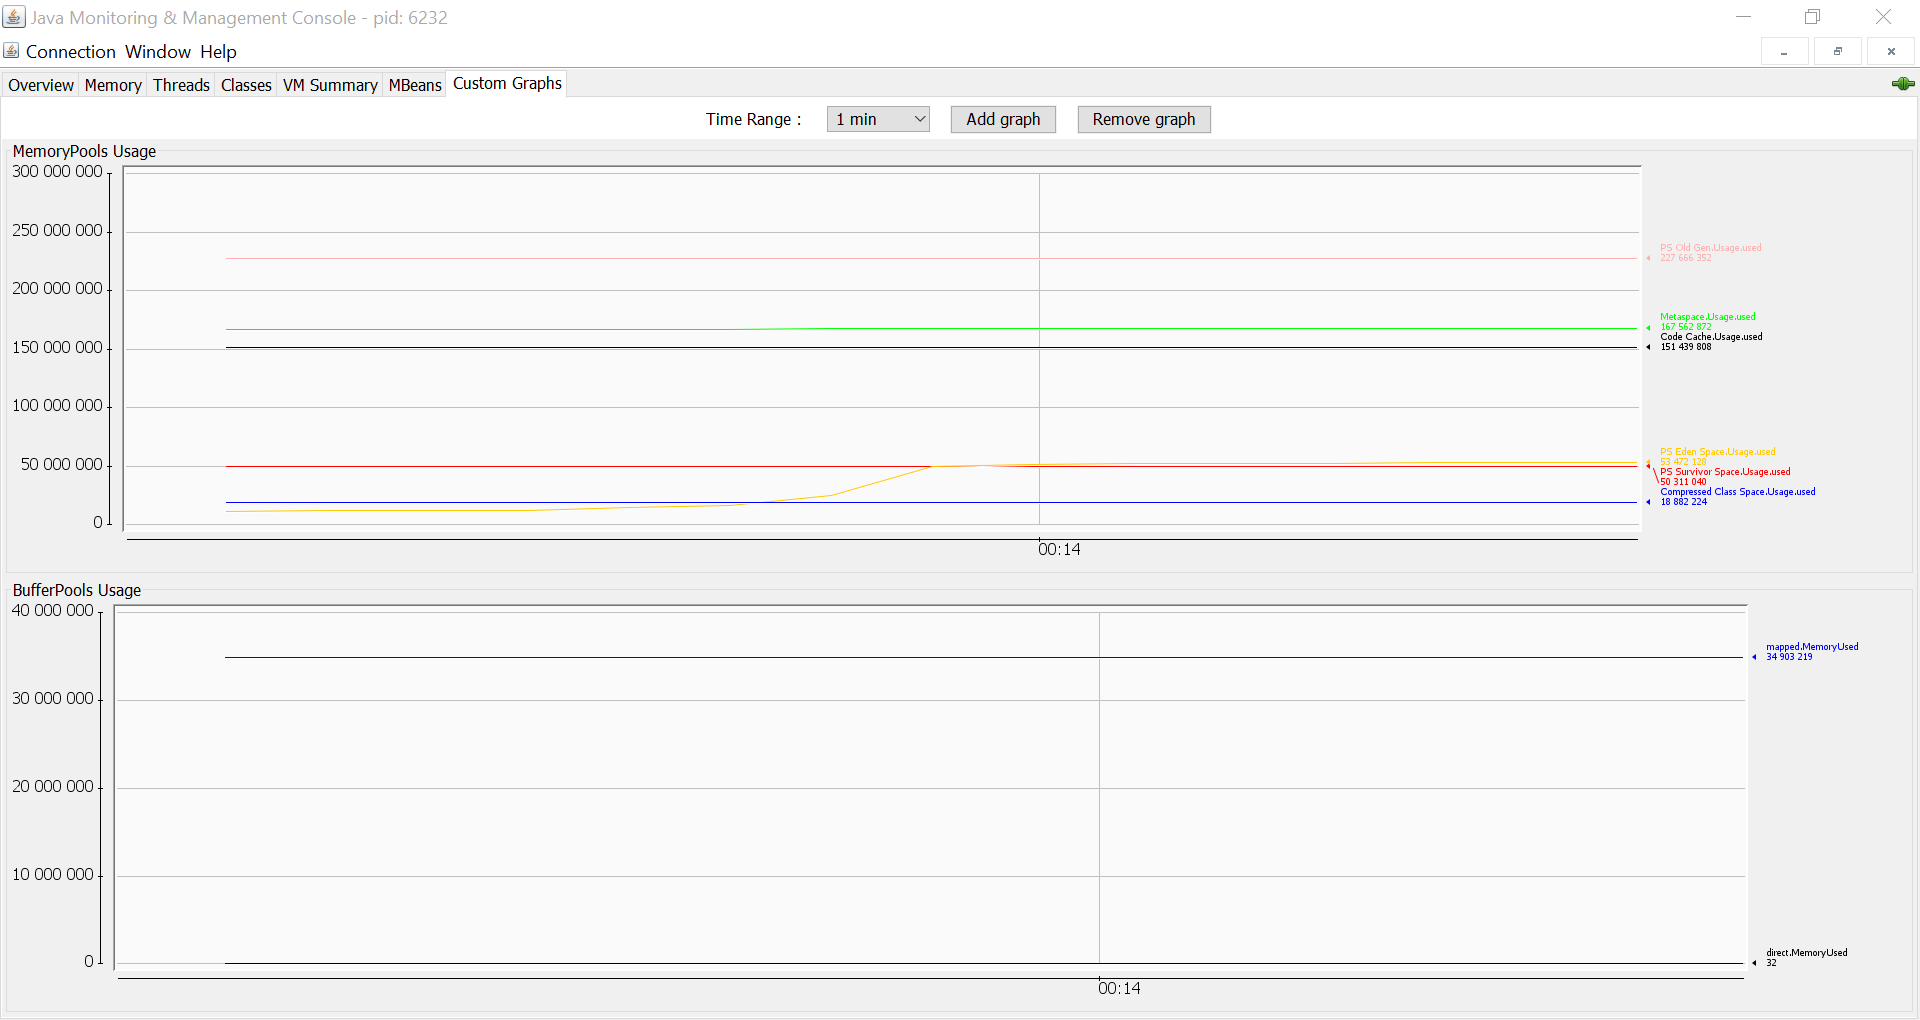 Java Monitoring & Management Console - pid: 6232
Connection Window Help
Overview Memory Threads Classes VM Summary MBeans Custom Graphs
Time Range : 1 min Add graph Remove graph
MemoryPools Usage
300 000 000
250 000 000
PS Old Gen.Usage.used
227 666 352
200 000 000
Metaspace.Usage.used
167 562 872
Code Cache.Usage.used
150 000 000
151 439 808
100 000 000
PS Eden Space.Usage.used
53 472 128
50 000 000
PS Survivor Space.Usage.used
50 311 040
Compressed Class Space.Usage.used
18 882 224
0
00:14
BufferPools Usage
40 000 000
mapped.MemoryUsed
34 903 219
30 000 000
20 000 000
10 000 000
direct.MemoryUsed
32
0
00:14